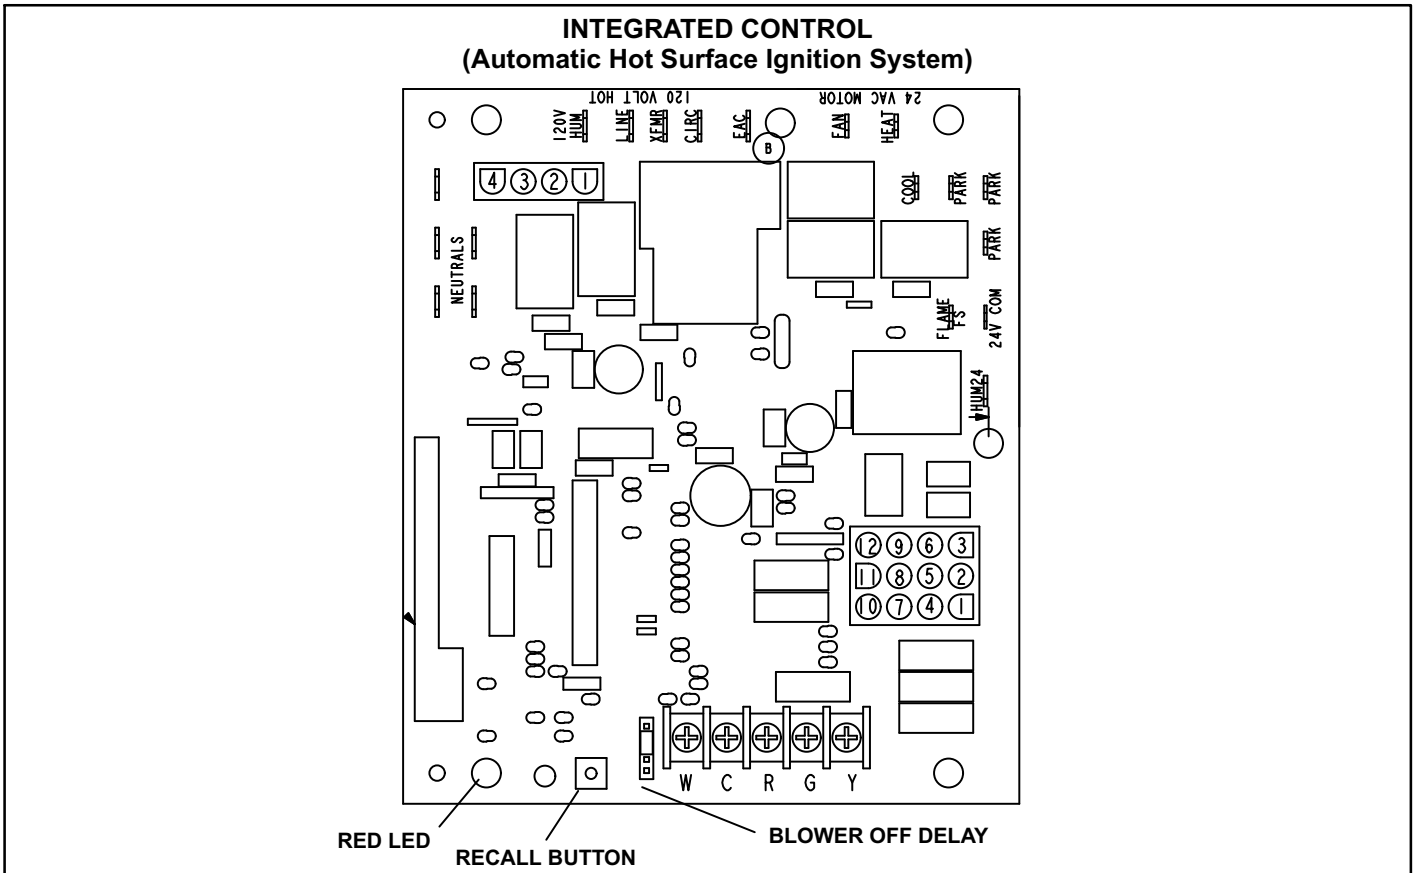 INTEGRATED CONTROL
(Automatic Hot Surface Ignition System)
120 VOLT HOT
24 VAC MOTOR
120V
HUM
LINE
XFMR
CIRC
EAC
FAN
HEAT
B
4 3 2 1
COOL
PARK
PARK
NEUTRALS
PARK
FLAME
FS
24V COM
HUM24
12 9 6 3
11 8 5 2
10 7 4 1
W C R G Y
RED LED
RECALL BUTTON
BLOWER OFF DELAY